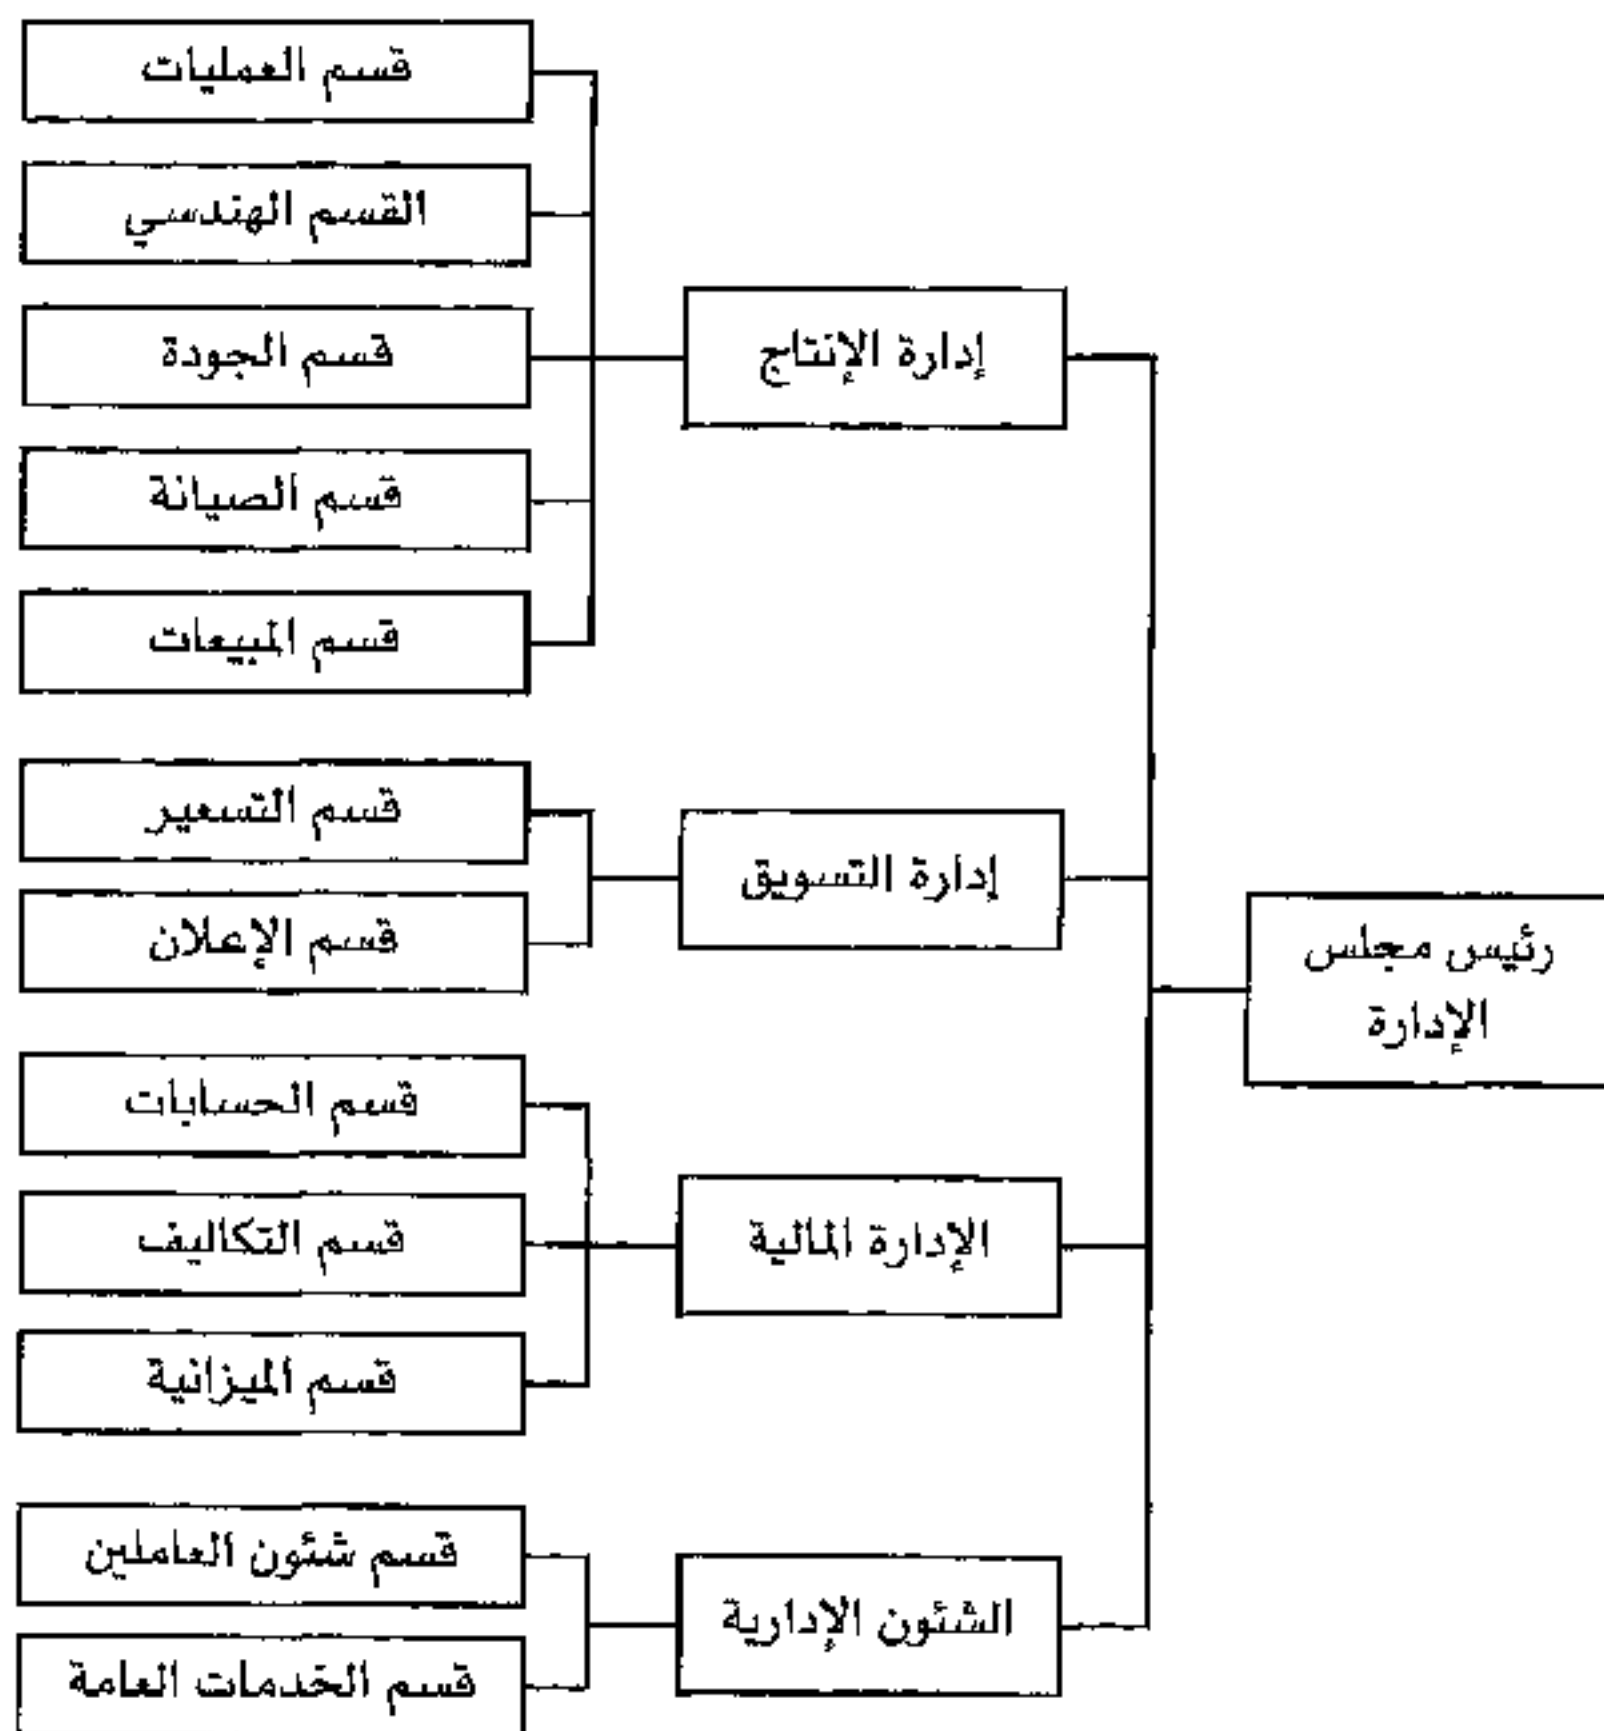 رئيس مجلس
الإدارة
إدارة الإنتاج
قسم العمليات
القسم الهندسي
قسم الجودة
قسم الصيانة
قسم المبيعات
إدارة التسويق
قسم التسعير
قسم الإعلان
الإدارة المالية
قسم الحسابات
قسم التكاليف
قسم الميزانية
الشئون الإدارية
قسم شئون العاملين
قسم الخدمات العامة